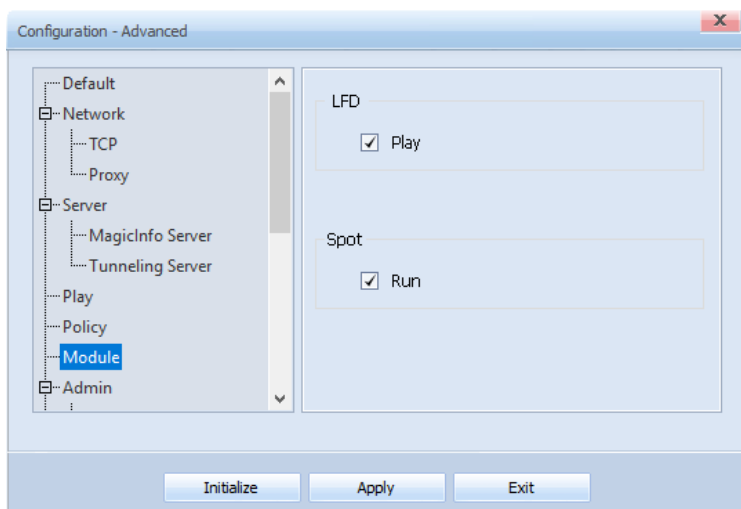 Configuration - Advanced
X
Default
Network
TCP
Proxy
Server
MagicInfo Server
Tunneling Server
Play
Policy
Module
Admin
LFD
Play
Spot
Run
Initialize
Apply
Exit